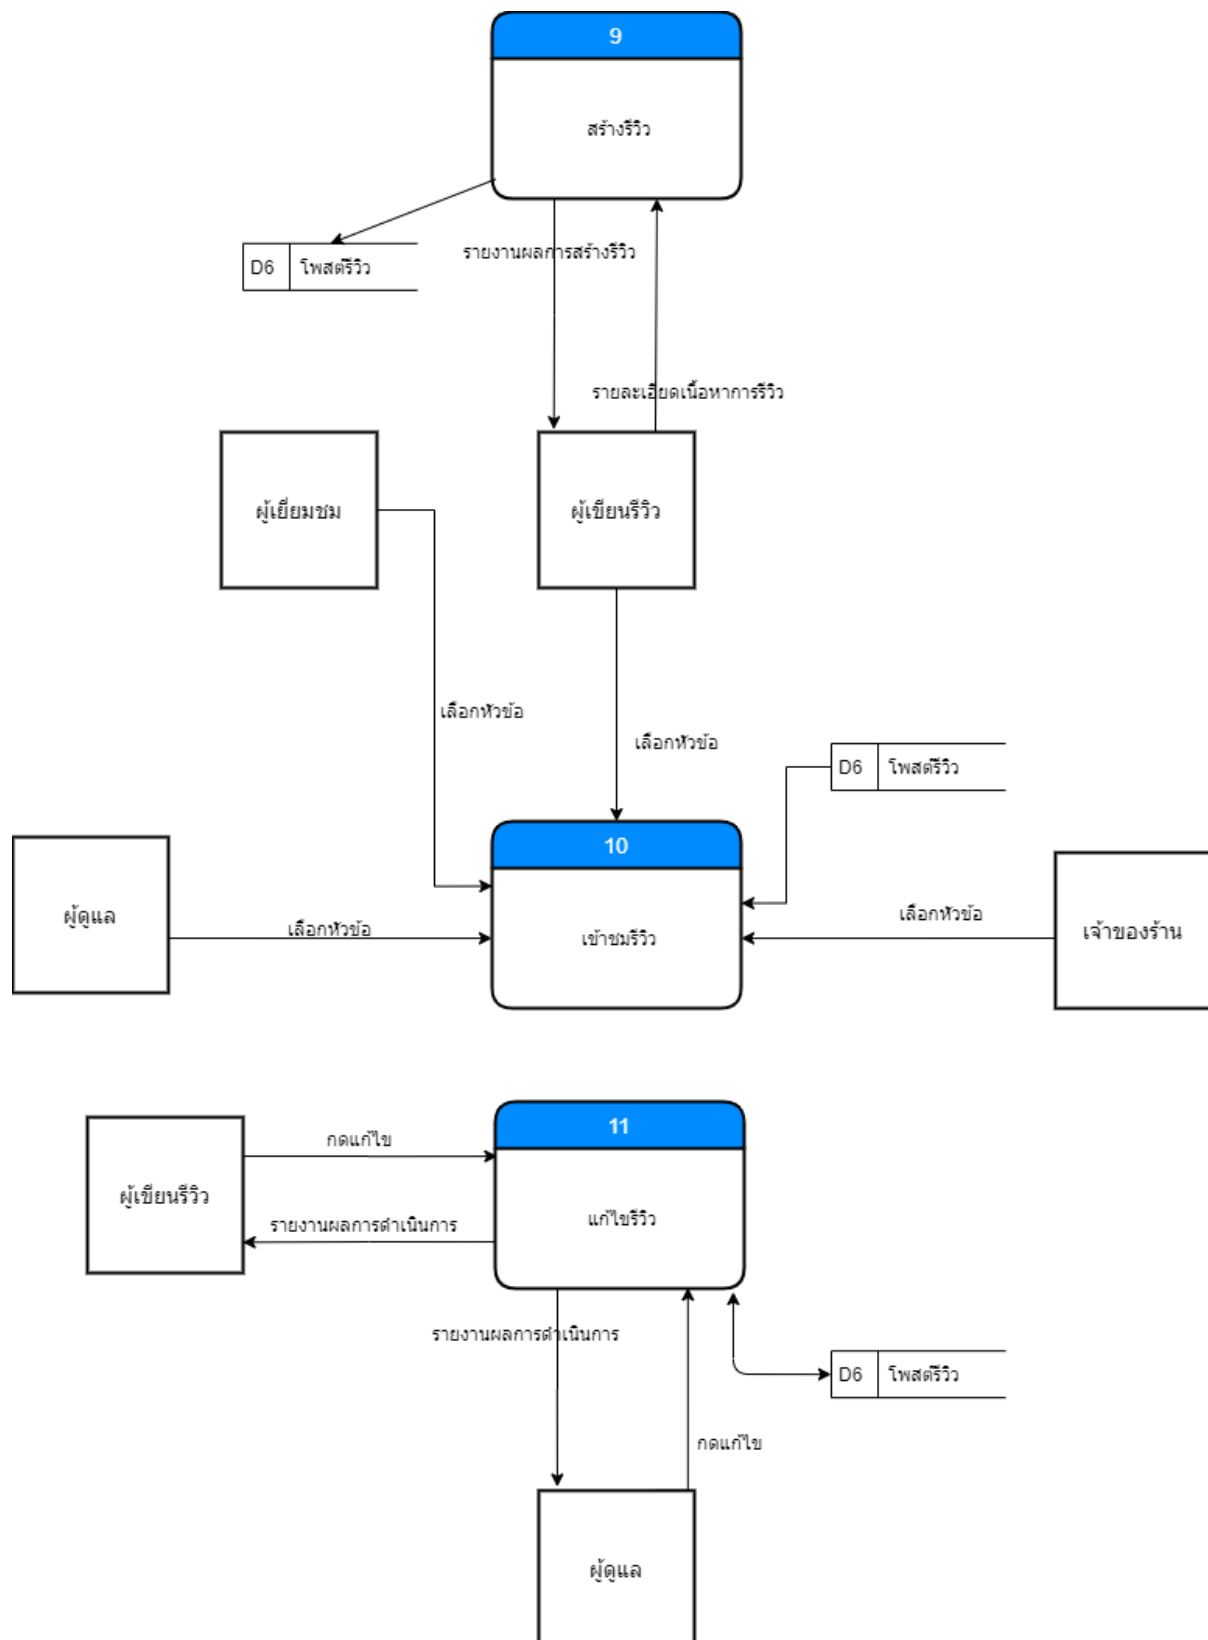 9
สร้างรีวิว
รายงานผลการสร้างรีวิว
D6 โพสต์รีวิว
รายละเอียดเนื้อหาการรีวิว
ผู้เยี่ยมชม
ผู้เขียนรีวิว
เลือกหัวข้อ
เลือกหัวข้อ
D6 โพสต์รีวิว
10
เข้าชมรีวิว
ผู้ดูแล
เลือกหัวข้อ
เลือกหัวข้อ
เจ้าของร้าน
11
แก้ไขรีวิว
กดแก้ไข
ผู้เขียนรีวิว
รายงานผลการดำเนินการ
รายงานผลการดำเนินการ
D6 โพสต์รีวิว
กดแก้ไข
ผู้ดูแล